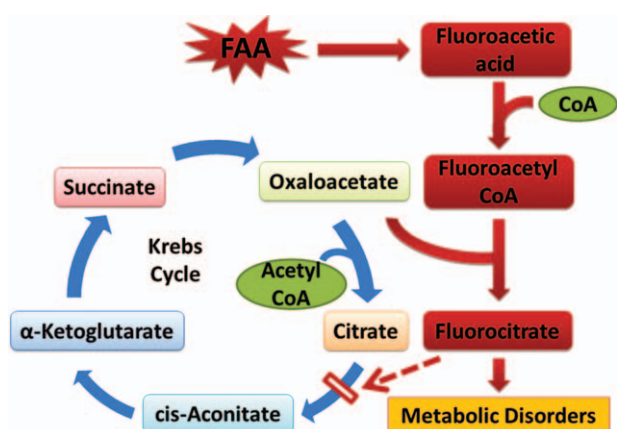 FAA
Fluoroacetic
acid
CoA
Fluoroacetyl
CoA
Succinate
Oxaloacetate
Krebs
Cycle
Acetyl
CoA
α-Ketoglutarate
Citrate
Fluorocitrate
cis-Aconitate
Metabolic Disorders